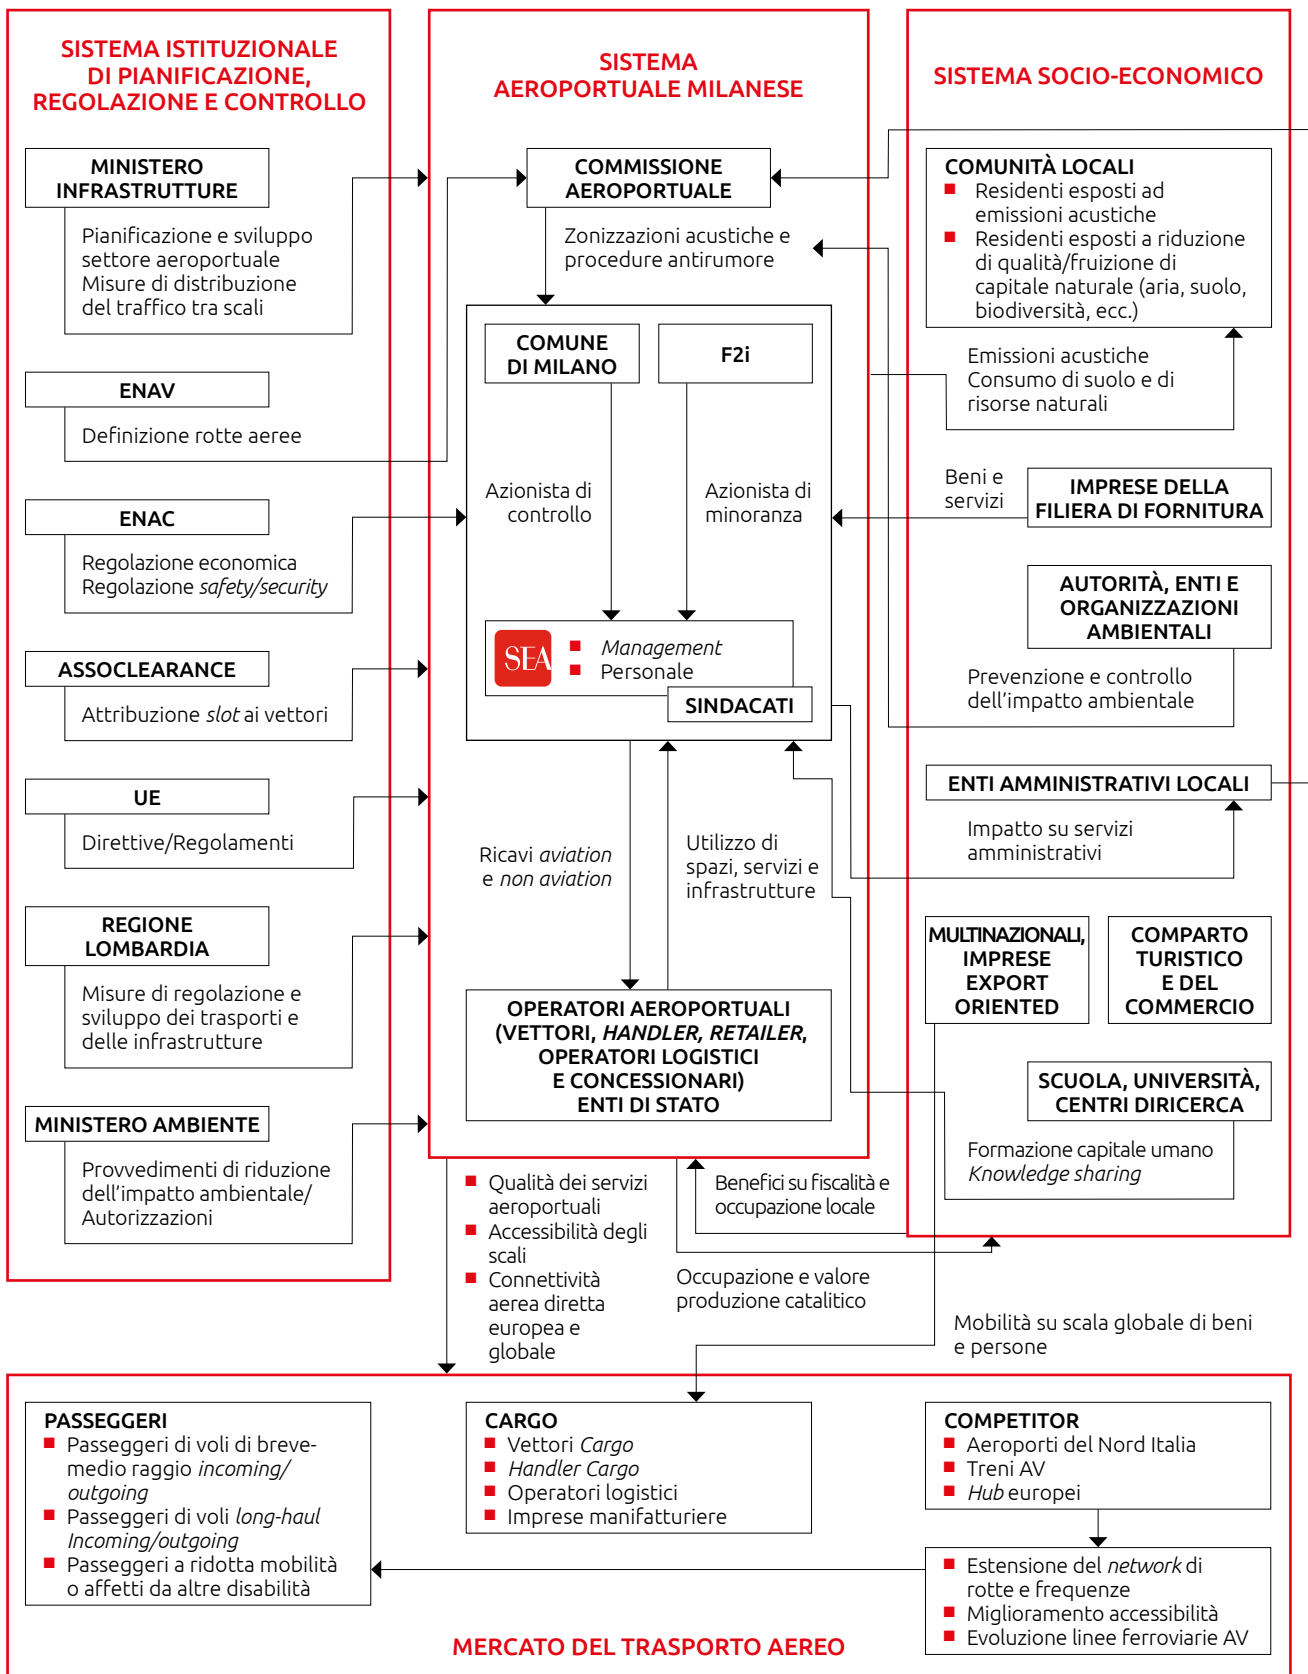 SISTEMA ISTITUZIONALE
DI PIANIFICAZIONE,
REGOLAZIONE E CONTROLLO
MINISTERO
INFRASTRUTTURE
Pianificazione e sviluppo
settore aeroportuale
Misure di distribuzione
del traffico tra scali
ENAV
Definizione rotte aeree
ENAC
Regolazione economica
Regolazione safety/security
ASSOCLEARANCE
Attribuzione slot ai vettori
UE
Direttive/Regolamenti
REGIONE
LOMBARDIA
Misure di regolazione e
sviluppo dei trasporti e
delle infrastrutture
MINISTERO AMBIENTE
Provvedimenti di riduzione
dell'impatto ambientale/
Autorizzazioni
SISTEMA
AEROPORTUALE MILANESE
COMMISSIONE
AEROPORTUALE
Zonizzazioni acustiche e
procedure antirumore
COMUNE
DI MILANO
F2i
Azionista di
controllo
Azionista di
minoranza
SEA
Management
Personale
SINDACATI
Ricavi aviation
e non aviation
Utilizzo di
spazi, servizi e
infrastrutture
OPERATORI AEROPORTUALI
(VETTORI, HANDLER, RETAILER,
OPERATORI LOGISTICI
E CONCESSIONARI)
ENTI DI STATO
SISTEMA SOCIO-ECONOMICO
COMUNITÀ LOCALI
Residenti esposti ad
emissioni acustiche
Residenti esposti a riduzione
di qualità/fruizione di
capitale naturale (aria, suolo,
biodiversità, ecc.)
Emissioni acustiche
Consumo di suolo e di
risorse naturali
Beni e
servizi
IMPRESE DELLA
FILIERA DI FORNITURA
AUTORITÀ, ENTI E
ORGANIZZAZIONI
AMBIENTALI
Prevenzione e controllo
dell'impatto ambientale
ENTI AMMINISTRATIVI LOCALI
Impatto su servizi
amministrativi
MULTINAZIONALI,
IMPRESE
EXPORT
ORIENTED
COMPARTO
TURISTICO
E DEL
COMMERCIO
SCUOLA, UNIVERSITÀ,
CENTRI DIRICERCA
Formazione capitale umano
Knowledge sharing
Qualità dei servizi
aeroportuali
Accessibilità degli
scali
Connettività
aerea diretta
europea e
globale
Benefici su fiscalità e
occupazione locale
Occupazione e valore
produzione catalitico
Mobilità su scala globale di beni
e persone
PASSEGGERI
Passeggeri di voli di breve-
medio raggio incoming/
outgoing
Passeggeri di voli long-haul
Incoming/outgoing
Passeggeri a ridotta mobilità
o affetti da altre disabilità
CARGO
Vettori Cargo
Handler Cargo
Operatori logistici
Imprese manifatturiere
COMPETITOR
Aeroporti del Nord Italia
Treni AV
Hub europei
Estensione del network di
rotte e frequenze
Miglioramento accessibilità
Evoluzione linee ferroviarie AV
MERCATO DEL TRASPORTO AEREO